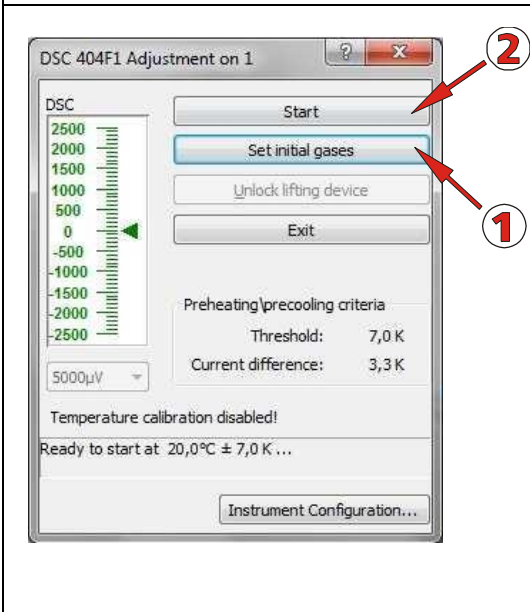 DSC 404F1 Adjustment on 1
2
DSC
Start
2500
2000
Set initial gases
1500
1000
Unlock lifting device
500
0
Exit
1
-500
-1000
-1500
Preheating\precooling criteria
-2000
Threshold: 7,0 K
-2500
Current difference: 3,3 K
5000µV
Temperature calibration disabled!
Ready to start at 20,0°C ± 7,0 K ...
Instrument Configuration...